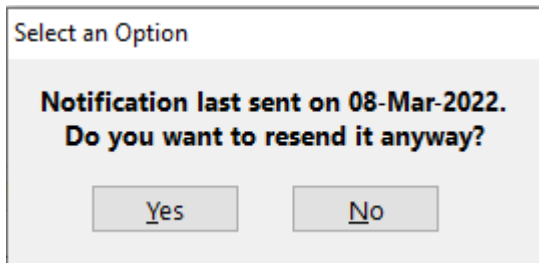 Select an Option
Notification last sent on 08-Mar-2022.
Do you want to resend it anyway?
Yes
No